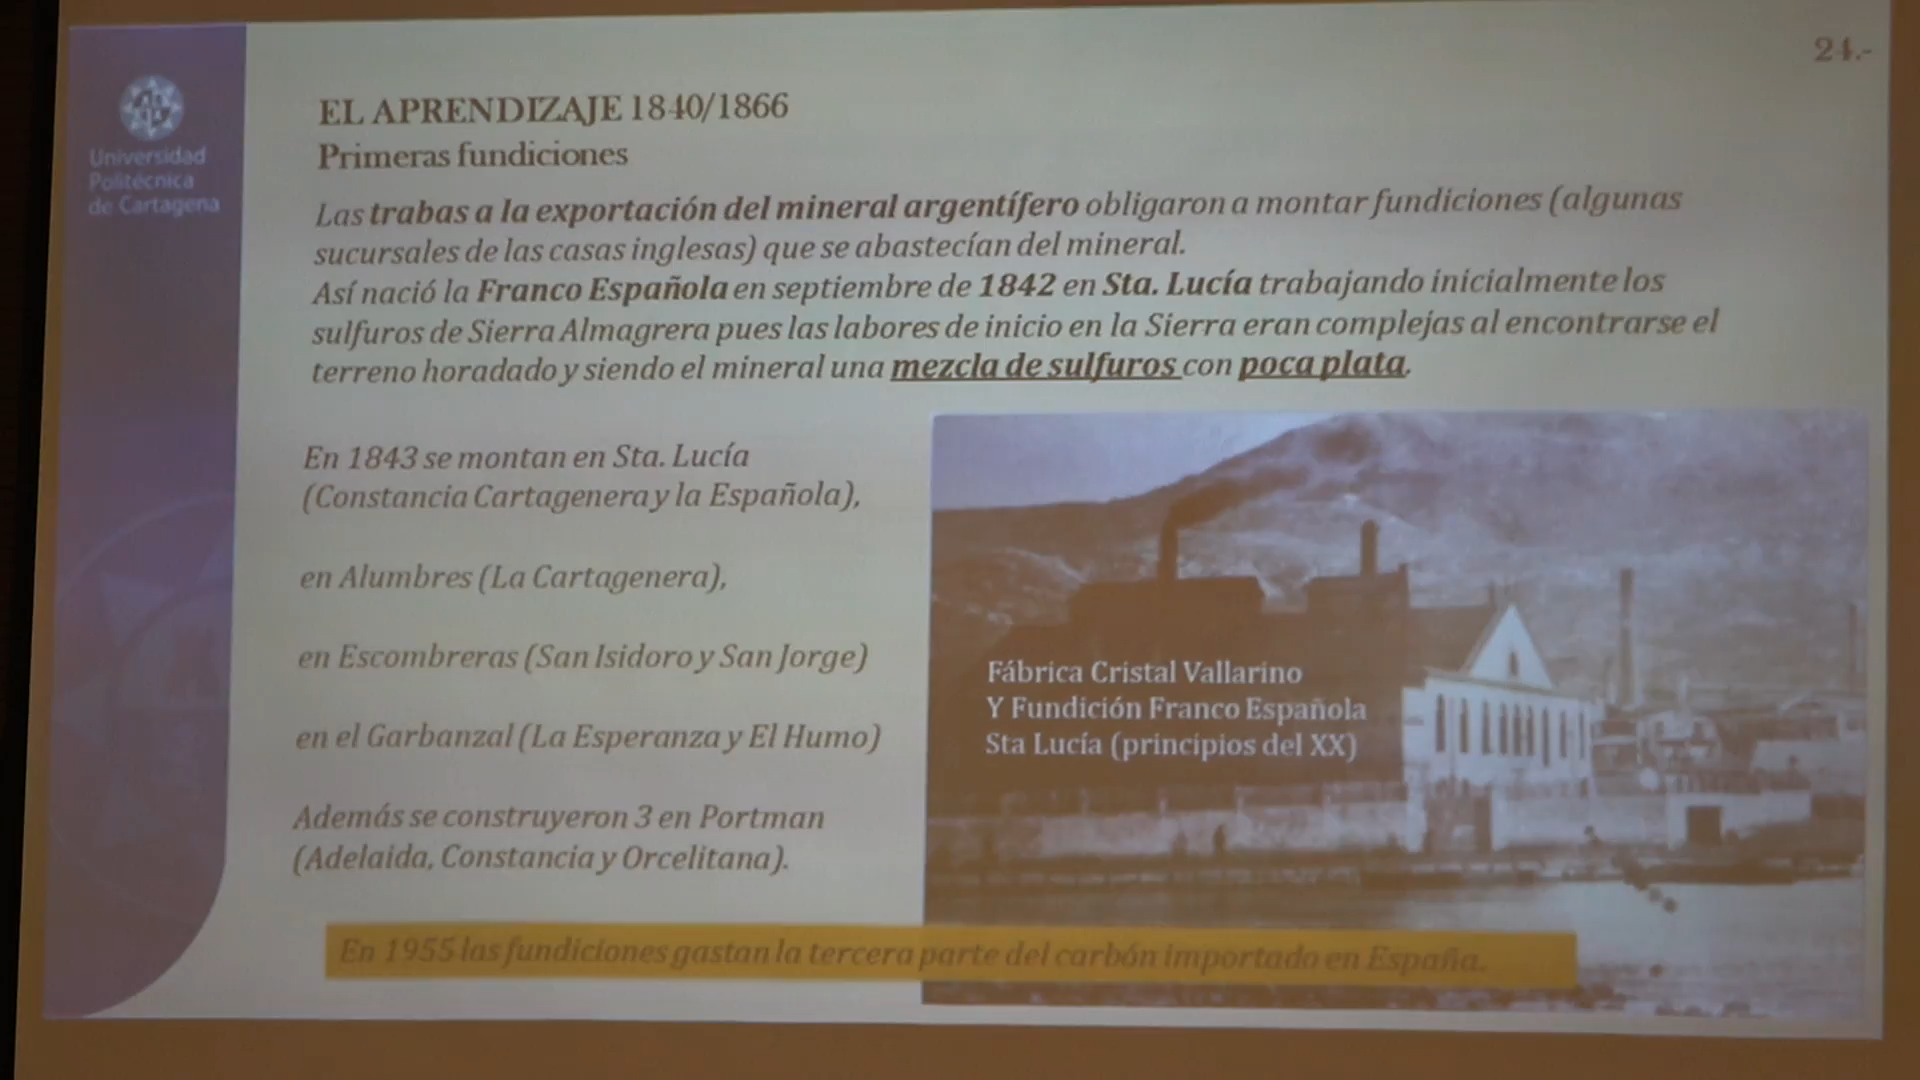 24.-
Universidad
Politécnica
de Cartagena
EL APRENDIZAJE 1840/1866
Primeras fundiciones
Las trabas a la exportación del mineral argentífero obligaron a montar fundiciones (algunas
sucursales de las casas inglesas) que se abastecían del mineral.
Así nació la Franco Española en septiembre de 1842 en Sta. Lucía trabajando inicialmente los
sulfuros de Sierra Almagrera pues las labores de inicio en la Sierra eran complejas al encontrarse el
terreno horadado y siendo el mineral una mezcla de sulfuros con poca plata.
En 1843 se montan en Sta. Lucía
(Constancia Cartagenera y la Española),
en Alumbres (La Cartagenera),
en Escombreras (San Isidoro y San Jorge)
en el Garbanzal (La Esperanza y El Humo)
Además se construyeron 3 en Portman
(Adelaida, Constancia y Orcelitana).
Fábrica Cristal Vallarino
Y Fundición Franco Española
Sta Lucía (principios del XX)
En 1955 las fundiciones gastan la tercera parte del carbón importado en España.